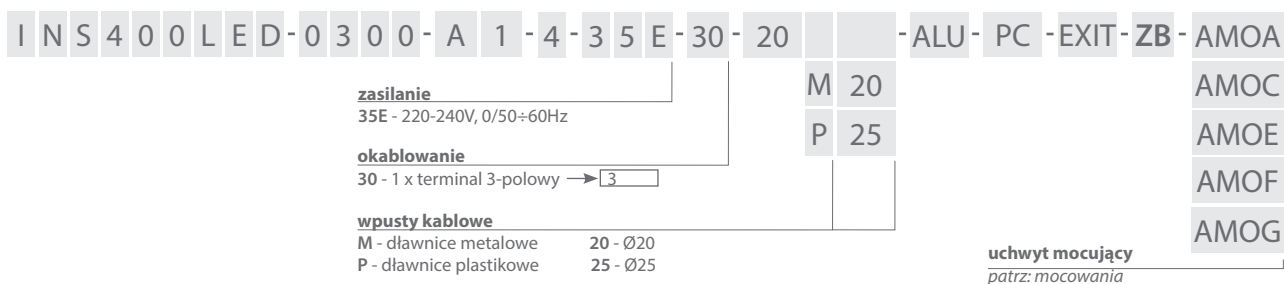 INS400LED-0300-A1-4-35E-30-20 -ALU-PC-EXIT-ZB-AMOA
M 20 AMOC
P 25 AMOE
AMOF
AMOG
zasilanie
35E - 220-240V, 0/50÷60Hz
okablowanie
30 - 1 x terminal 3-polowy 3
wpusty kablowe
M - dławnice metalowe 20 - Ø20
P - dławnice plastikowe 25 - Ø25
uchwyt mocujący
patrz: mocowania